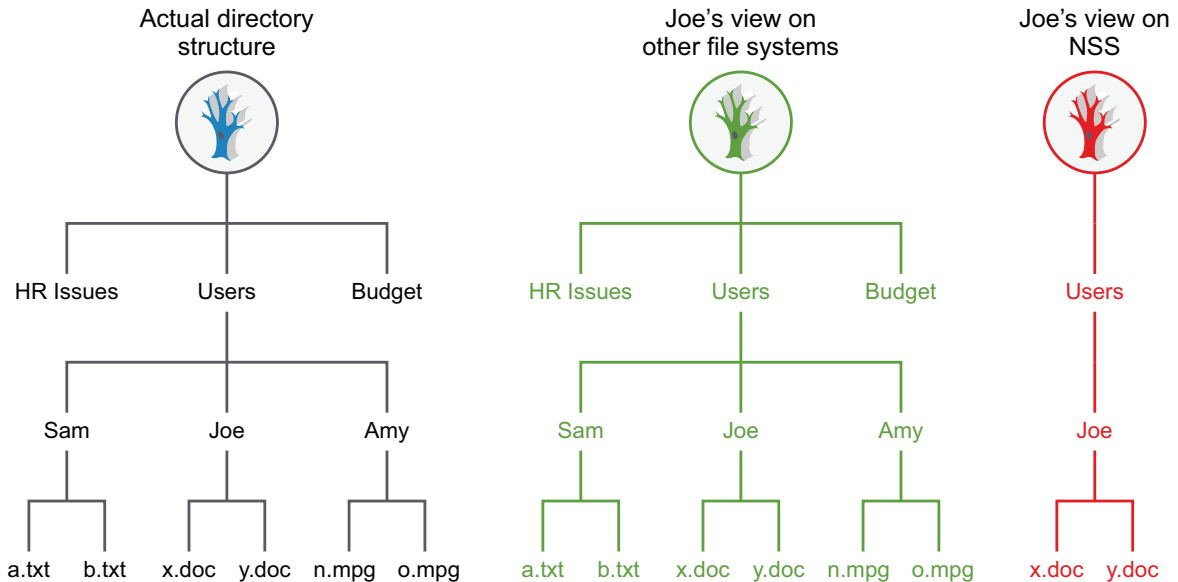 Actual directory
structure
Joe’s view on
other file systems
Joe’s view on
NSS
HR Issues
Users
Budget
HR Issues
Users
Budget
Users
Sam
Joe
Amy
Sam
Joe
Amy
Joe
a.txt
b.txt
x.doc
y.doc
n.mpg
o.mpg
a.txt
b.txt
x.doc
y.doc
n.mpg
o.mpg
x.doc
y.doc